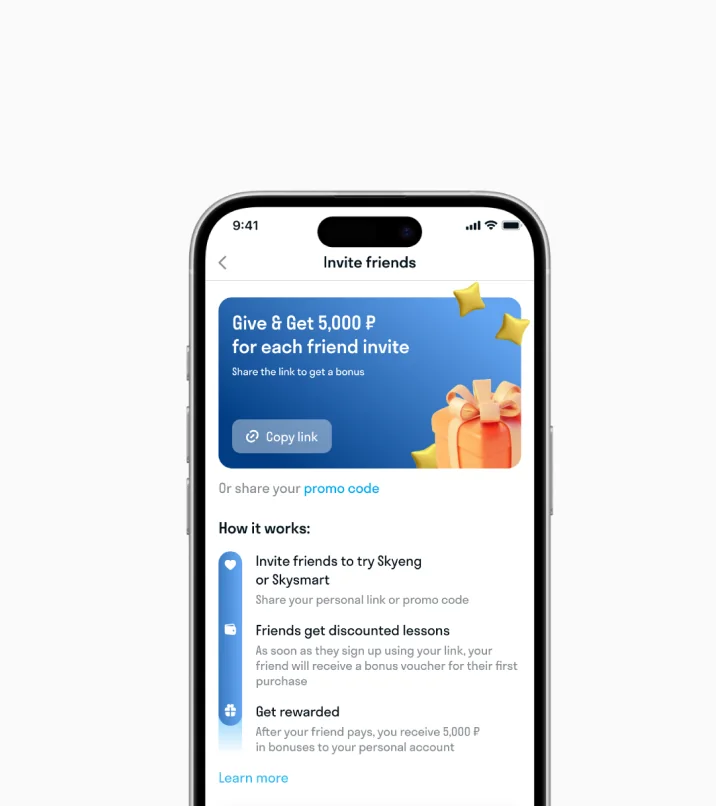 9:41
Invite friends
Give & Get 5,000 ₽
for each friend invite
Share the link to get a bonus
Copy link
Or share your promo code
How it works:
Invite friends to try Skyeng
or Skysmart
Share your personal link or promo code
Friends get discounted lessons
As soon as they sign up using your link, your
friend will receive a bonus voucher for their first
purchase
Get rewarded
After your friend pays, you receive 5,000 ₽
in bonuses to your personal account
Learn more